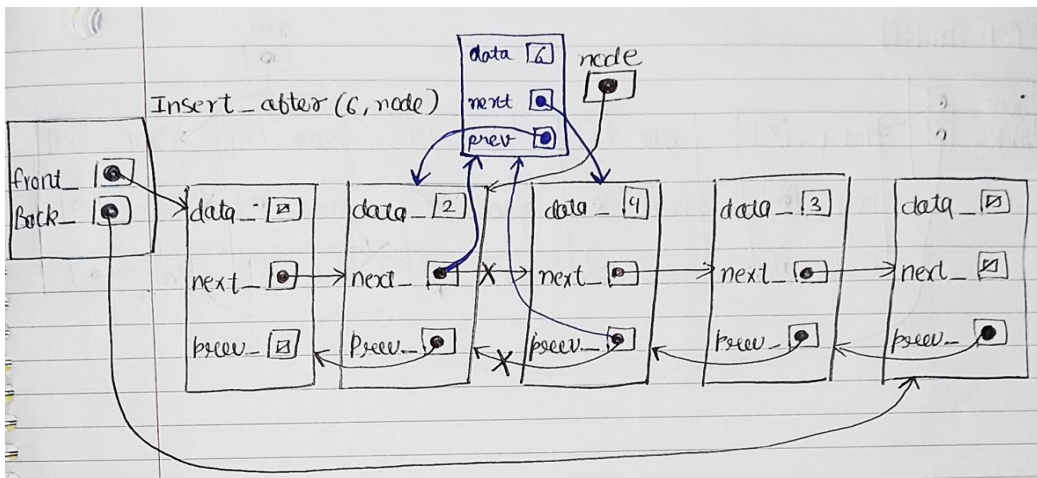 data 6
node
Insert_after(6, node)
next
prev
front_
Back_
data_
data_ 2
data_ 4
data_ 3
data_
next_
next_
next_
next_
next_
prev_
prev_
prev_
prev_
prev_